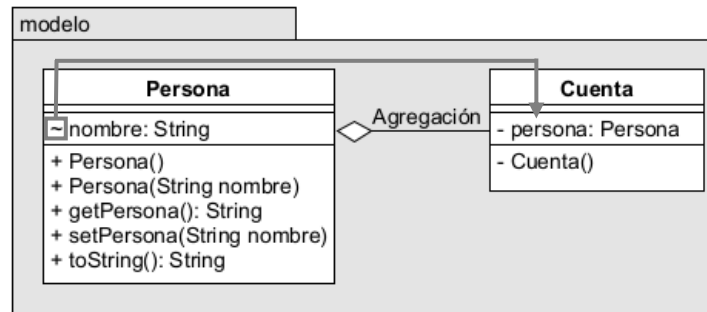 modelo
Persona
~ nombre: String
+ Persona()
+ Persona(String nombre)
+ getPersona(): String
+ setPersona(String nombre)
+ toString(): String
Agregación
Cuenta
- persona: Persona
- Cuenta()